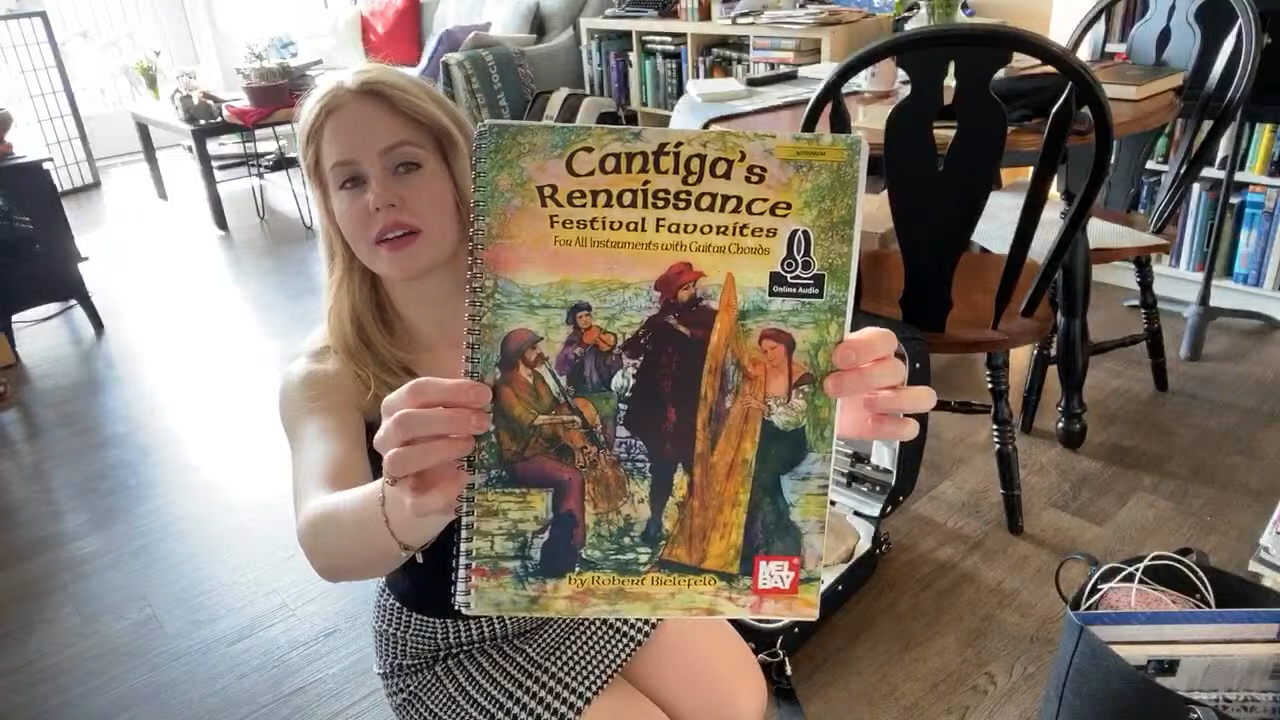 Cantiga's
Renaissance
Festival Favorites
For All Instruments with Guitar Chords
Online Audio
by Robert Bielefeld
MEL
BAY